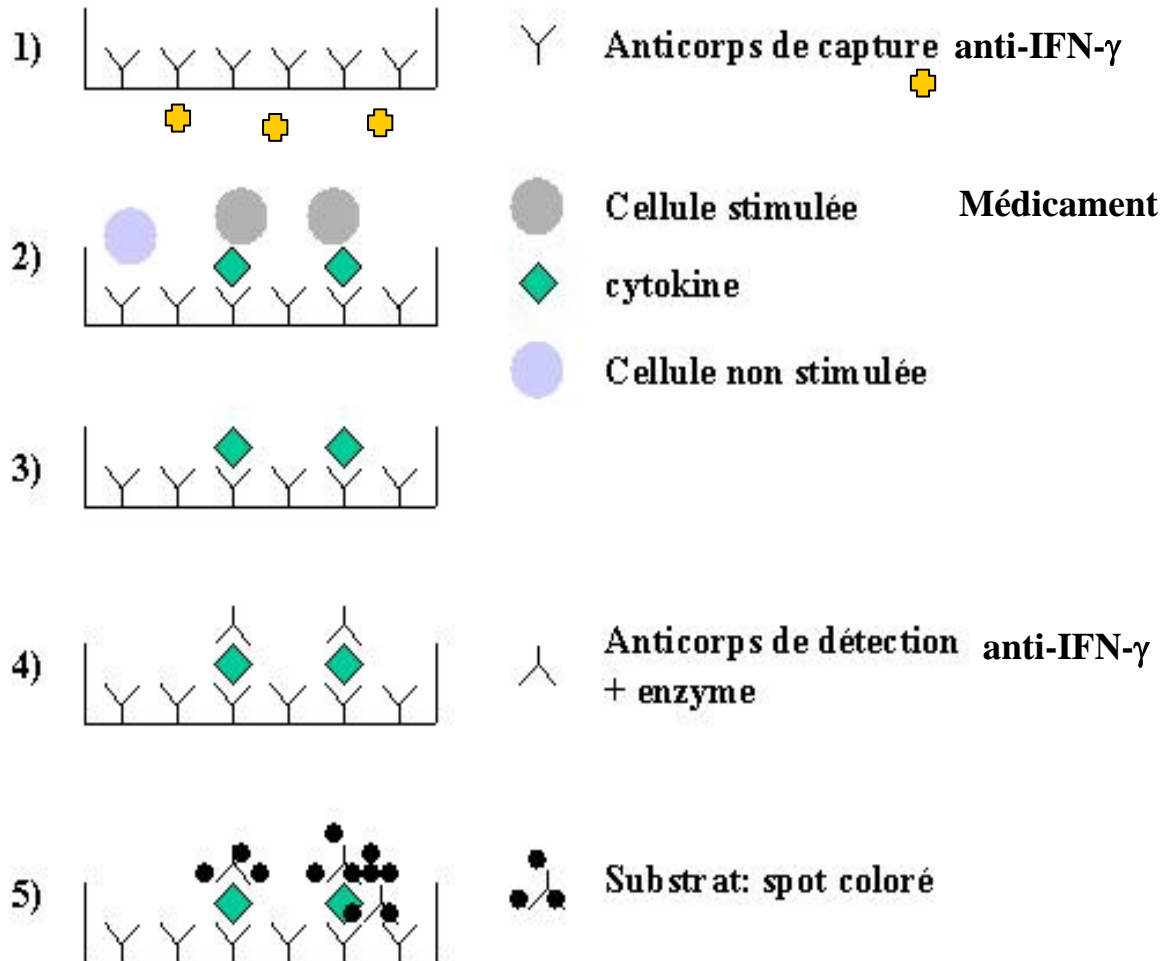 1) Anticorps de capture anti-IFN-γ
Cellule stimulée Médicament
2)
cytokine
Cellule non stimulée
3)
4) Anticorps de détection anti-IFN-γ
+ enzyme
5) Substrat: spot coloré